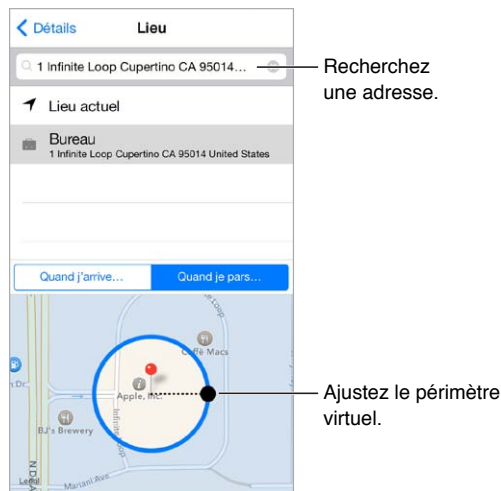 Détails
Lieu
1 Infinite Loop Cupertino CA 95014…
Recherchez
une adresse.
Lieu actuel
Bureau
1 Infinite Loop Cupertino CA 95014 United States
Quand j'arrive…
Quand je pars…
Loop
Caffè Macs
Apple, Inc.
n Dr
BJ's Brewery
Infinite Loop
Ajustez le périmètre
virtuel.
Legal
N D
Mariani Ave